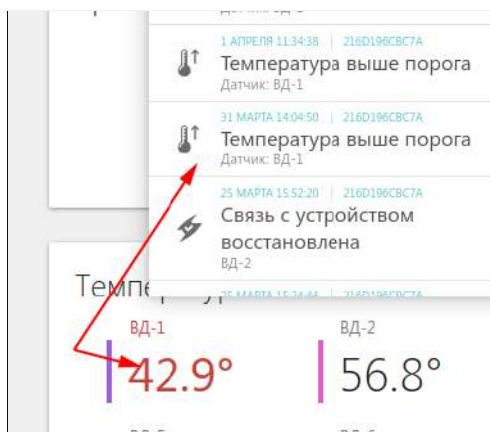 1 АПРЕЛЯ 11:34:38 | 216D196CBC7A
Температура выше порога
Датчик: ВД-1
31 МАРТА 14:04:50 | 216D196CBC7A
Температура выше порога
Датчик: ВД-1
25 МАРТА 15:52:20 | 216D196CBC7A
Связь с устройством
восстановлена
ВД-2
ВД-1
42.9°
ВД-2
56.8°